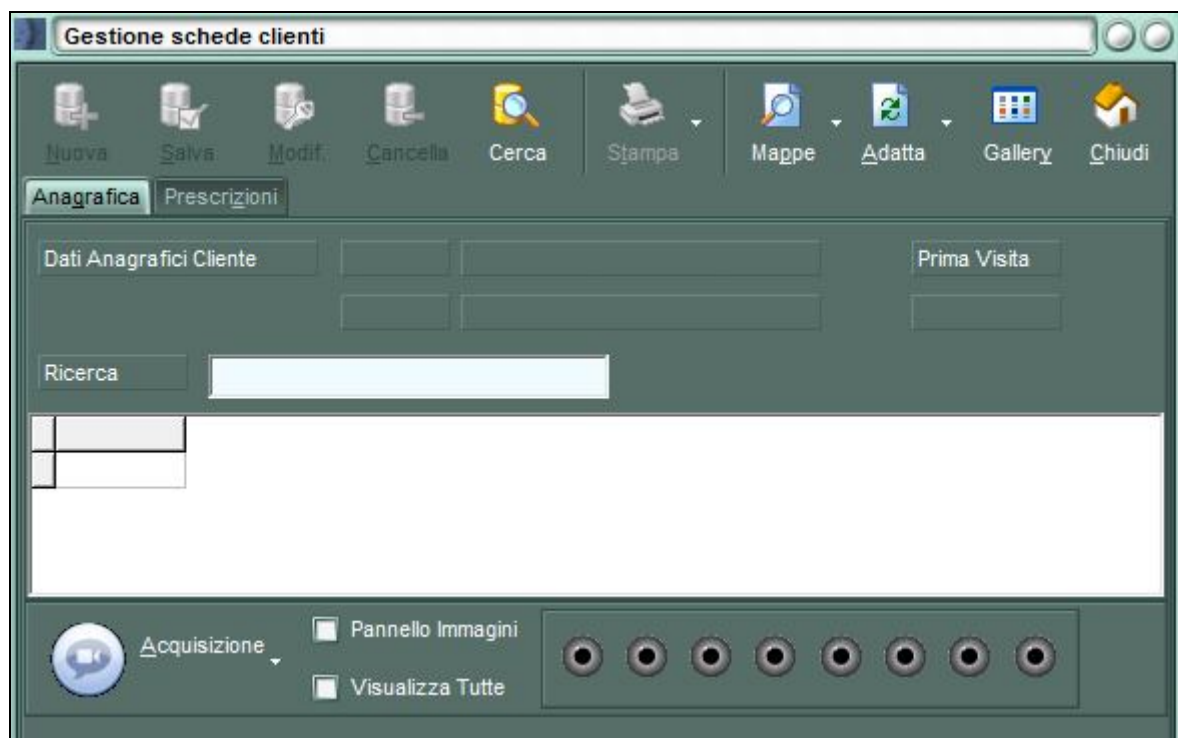 Gestione schede clienti
Nuova Salva Modif. Cancella Cerca Stampa Mappe Adatta Gallery Chiudi
Anagrafica Prescrizioni
Dati Anagrafici Cliente Prima Visita
Ricerca
Acquisizione Pannello Immagini
Visualizza Tutte